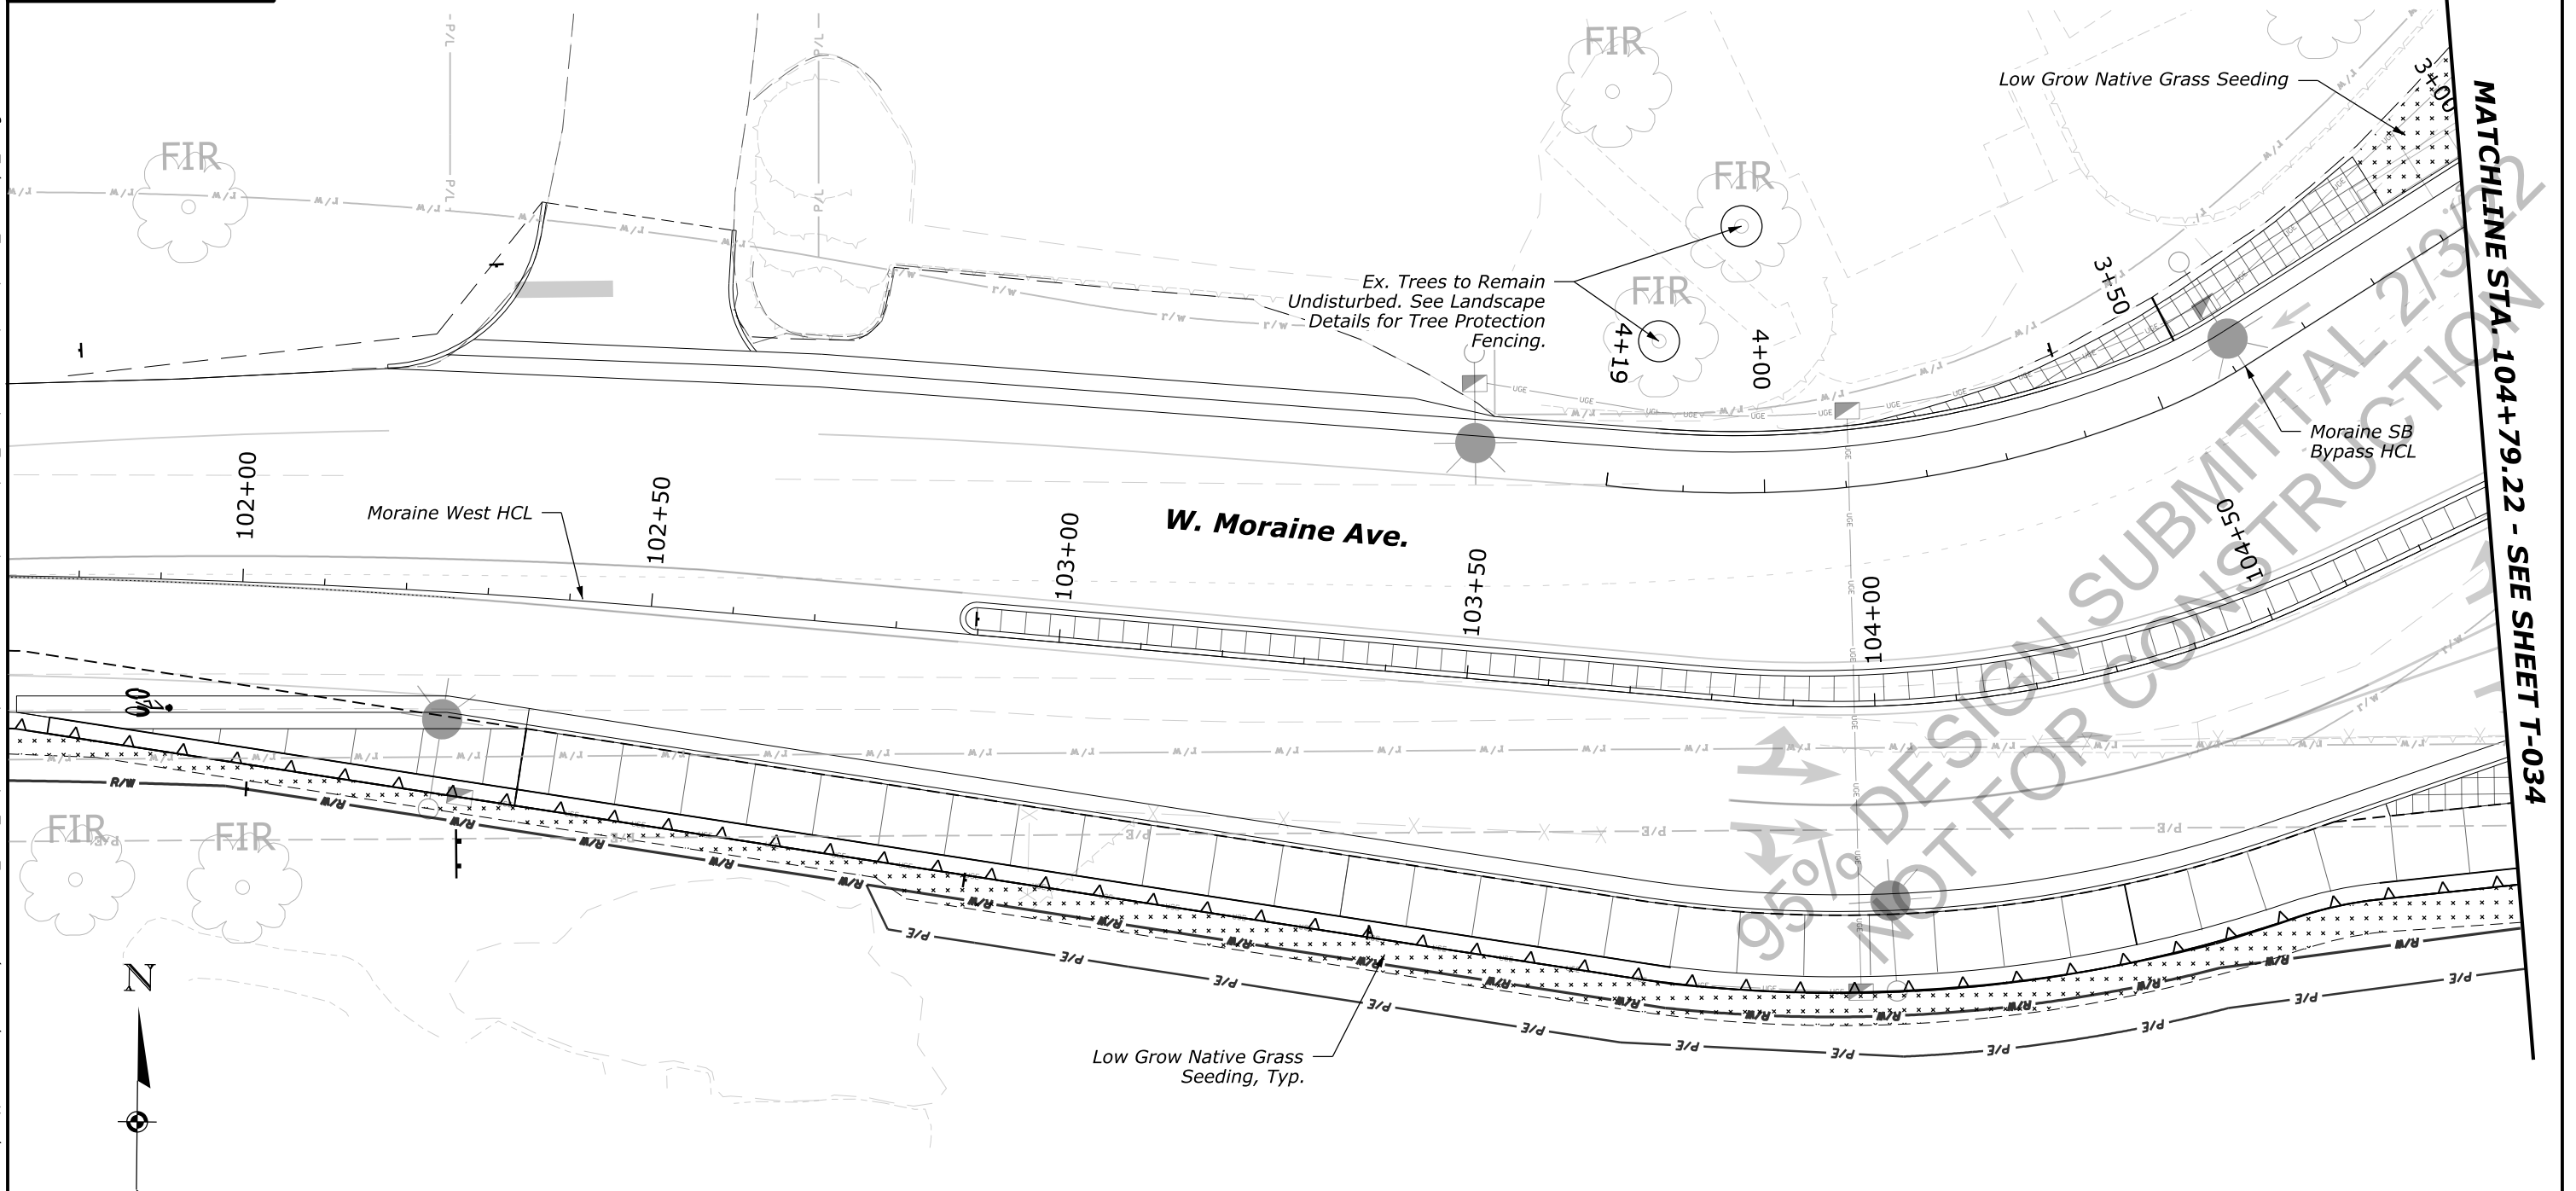 FIR
Low Grow Native Grass Seeding
3+00
P/L
P/L
FIR
FIR
P/L
P/L
r/w
r/w
r/w
Ex. Trees to Remain
Undisturbed. See Landscape
Details for Tree Protection
Fencing.
FIR
4+19
4+00
3+50
UGE
Moraine SB
Bypass HCL
102+00
Moraine West HCL
102+50
103+00
W. Moraine Ave.
103+50
104+00
104+50
MATCHLINE STA. 104+79.22 - SEE SHEET T-034
95% DESIGN SUBMITTAL 2/3/22
NOT FOR CONSTRUCTION
R/W
R/W
R/W
FIR
FIR
P/E
P/E
P/E
P/E
N
Low Grow Native Grass
Seeding, Typ.